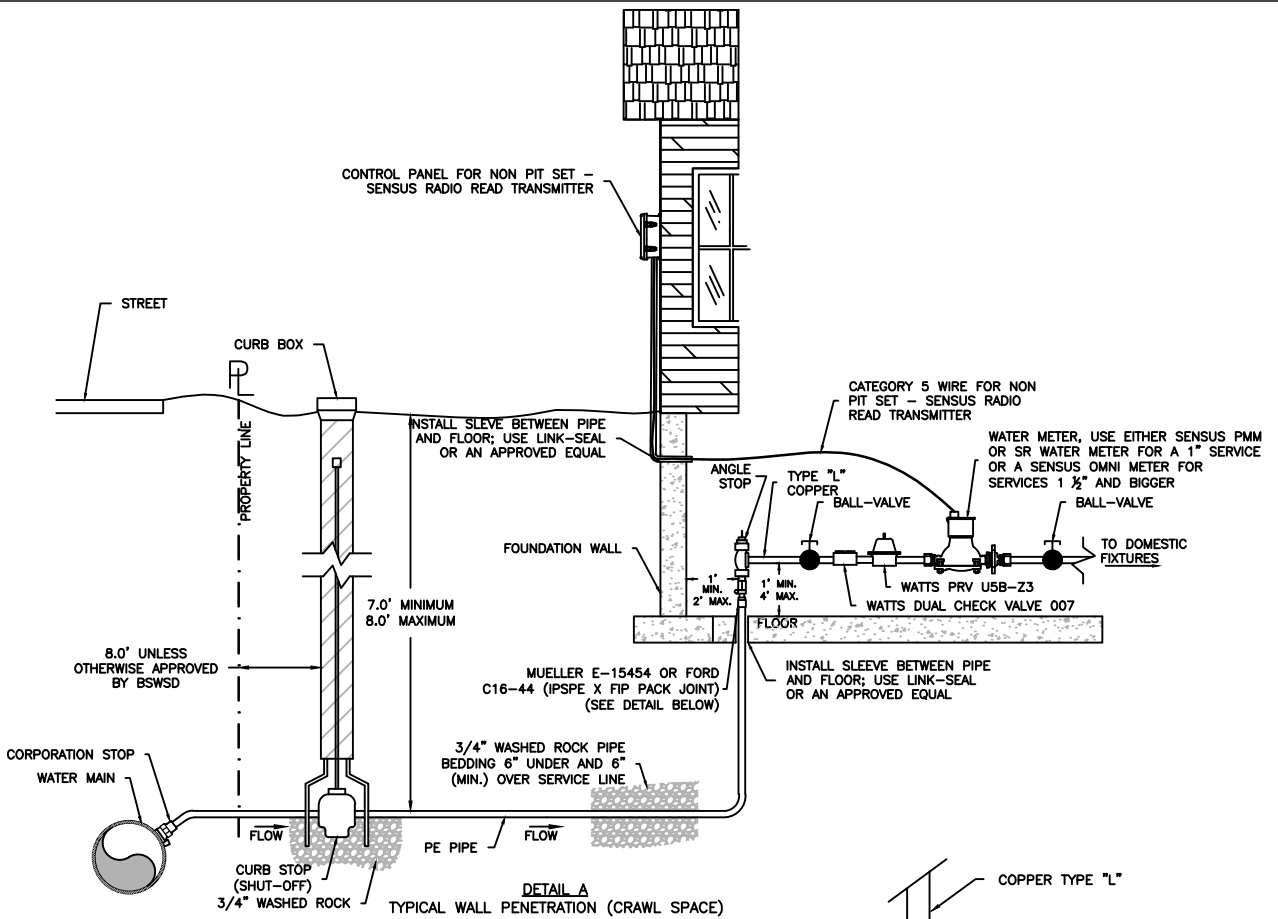 CONTROL PANEL FOR NON PIT SET –
SENSUS RADIO READ TRANSMITTER
STREET
CURB BOX
PL
PROPERTY LINE
INSTALL SLEVE BETWEEN PIPE
AND FLOOR; USE LINK-SEAL
OR AN APPROVED EQUAL
CATEGORY 5 WIRE FOR NON
PIT SET – SENSUS RADIO
READ TRANSMITTER
WATER METER, USE EITHER SENSUS PMM
OR SR WATER METER FOR A 1" SERVICE
OR A SENSUS OMNI METER FOR
SERVICES 1 ½" AND BIGGER
ANGLE
STOP
TYPE "L"
COPPER
BALL-VALVE
BALL-VALVE
FOUNDATION WALL
TO DOMESTIC
FIXTURES
1'
MIN.
2' MAX.
1' MIN.
4' MAX.
WATTS PRV U5B-Z3
WATTS DUAL CHECK VALVE 007
FLOOR
7.0' MINIMUM
8.0' MAXIMUM
8.0' UNLESS
OTHERWISE APPROVED
BY BSWSD
MUELLER E-15454 OR FORD
C16-44 (IPSPE X FIP PACK JOINT)
(SEE DETAIL BELOW)
INSTALL SLEEVE BETWEEN PIPE
AND FLOOR; USE LINK-SEAL
OR AN APPROVED EQUAL
CORPORATION STOP
WATER MAIN
3/4" WASHED ROCK PIPE
BEDDING 6" UNDER AND 6"
(MIN.) OVER SERVICE LINE
FLOW
FLOW
PE PIPE
CURB STOP
(SHUT-OFF)
3/4" WASHED ROCK
DETAIL A
TYPICAL WALL PENETRATION (CRAWL SPACE)
COPPER TYPE "L"